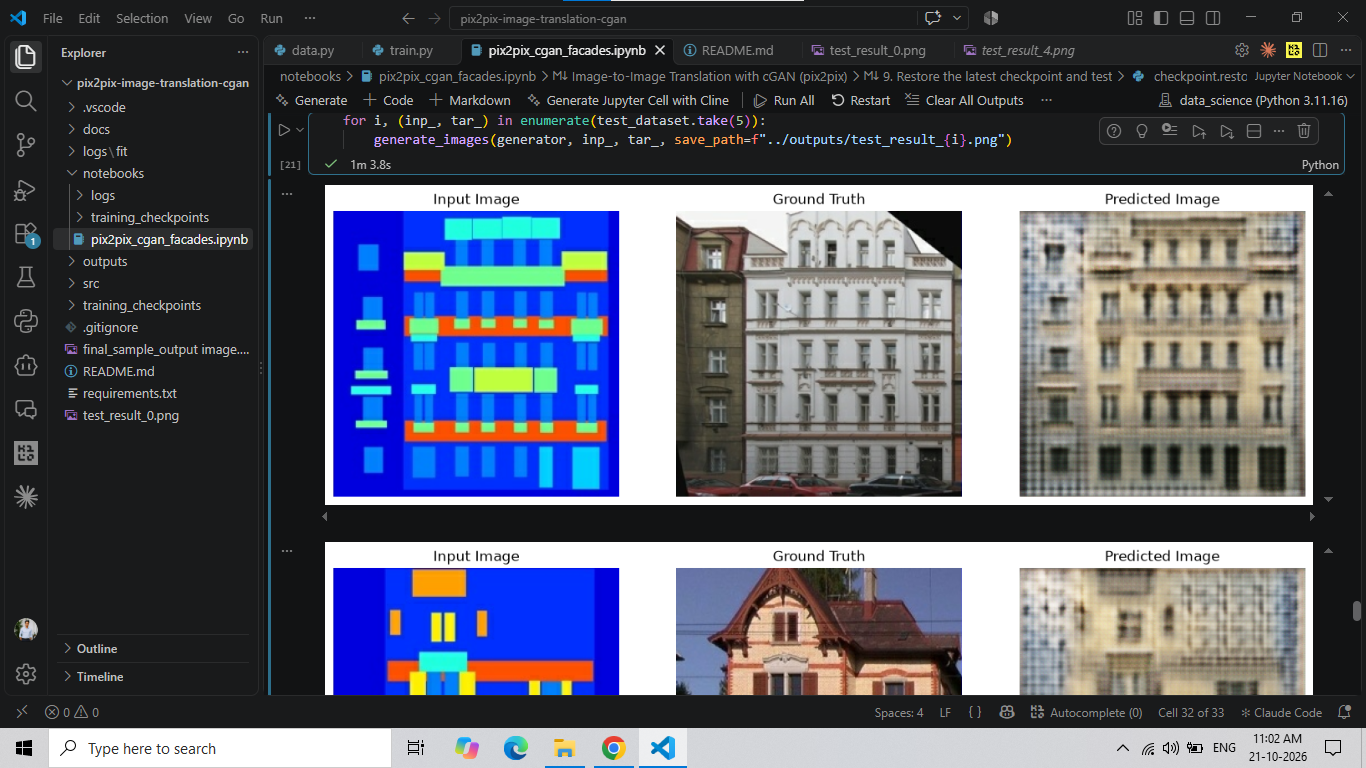 File Edit Selection View Go Run ···
pix2pix-image-translation-cgan
Explorer
pix2pix-image-translation-cgan
.vscode
docs
logs\fit
notebooks
logs
training_checkpoints
pix2pix_cgan_facades.ipynb
outputs
src
training_checkpoints
.gitignore
final_sample_output image....
README.md
requirements.txt
test_result_0.png
Outline
Timeline
data.py train.py pix2pix_cgan_facades.ipynb README.md test_result_0.png test_result_4.png
notebooks > pix2pix_cgan_facades.ipynb > Image-to-Image Translation with cGAN (pix2pix) > 9. Restore the latest checkpoint and test > checkpoint.resto Jupyter Notebook
Generate + Code + Markdown Generate Jupyter Cell with Cline Run All Restart Clear All Outputs ··· data_science (Python 3.11.16)
for i, (inp_, tar_) in enumerate(test_dataset.take(5)):
generate_images(generator, inp_, tar_, save_path=f"../outputs/test_result_{i}.png")
[21] 1m 3.8s Python
Input Image Ground Truth Predicted Image
Input Image Ground Truth Predicted Image
1
0 0 Spaces: 4 LF { } Autocomplete (0) Cell 32 of 33 Claude Code
Type here to search
ENG
11:02 AM
21-10-2026